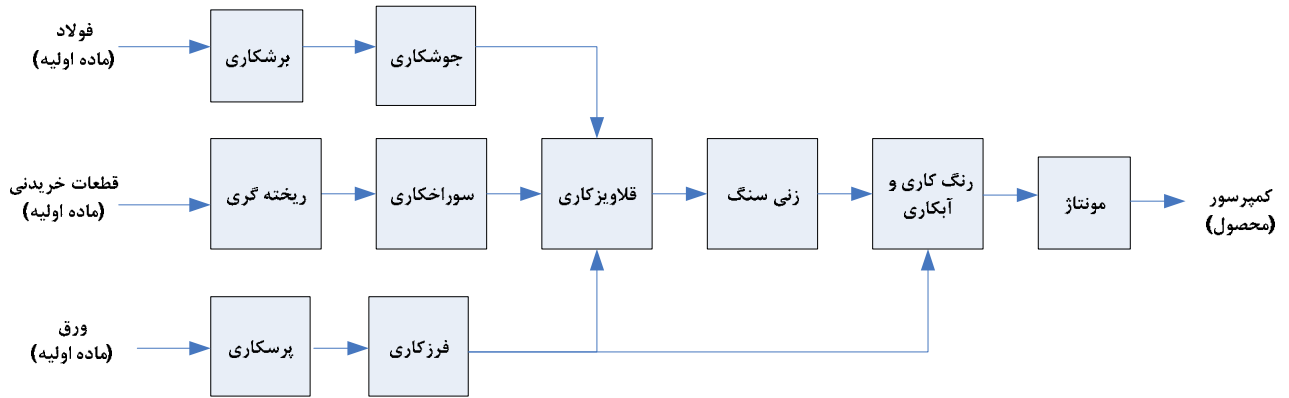 فولاد
(ماده اولیه)
برشکاری
جوشکاری
قطعات خریدنی
(ماده اولیه)
ریخته گری
سوراخکاری
قلاویزکاری
زنی سنگ
رنگ کاری و
آبکاری
مونتاژ
کمپرسور
(محصول)
ورق
(ماده اولیه)
پرسکاری
فرزکاری